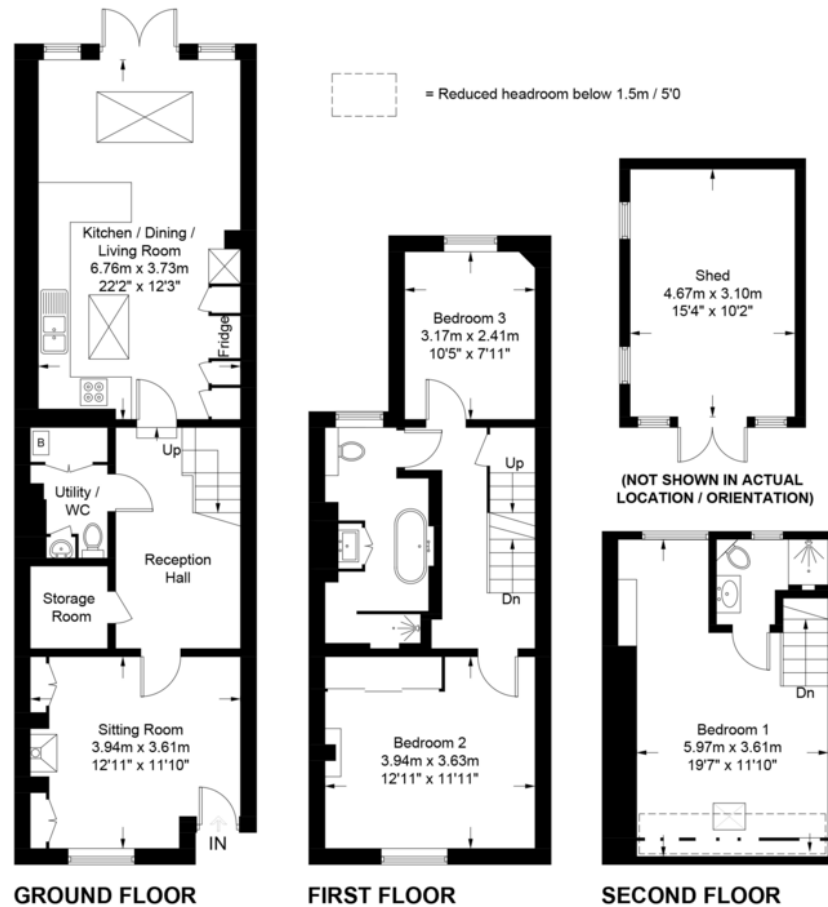 = Reduced headroom below 1.5m / 5'0
Kitchen / Dining /
Living Room
6.76m x 3.73m
22'2" x 12'3"
Fridge
B
Up
Utility /
WC
Reception
Hall
Storage
Room
Sitting Room
3.94m x 3.61m
12'11" x 11'10"
IN
GROUND FLOOR
Bedroom 3
3.17m x 2.41m
10'5" x 7'11"
Up
Dn
Bedroom 2
3.94m x 3.63m
12'11" x 11'11"
FIRST FLOOR
Shed
4.67m x 3.10m
15'4" x 10'2"
(NOT SHOWN IN ACTUAL
LOCATION / ORIENTATION)
Dn
Bedroom 1
5.97m x 3.61m
19'7" x 11'10"
SECOND FLOOR